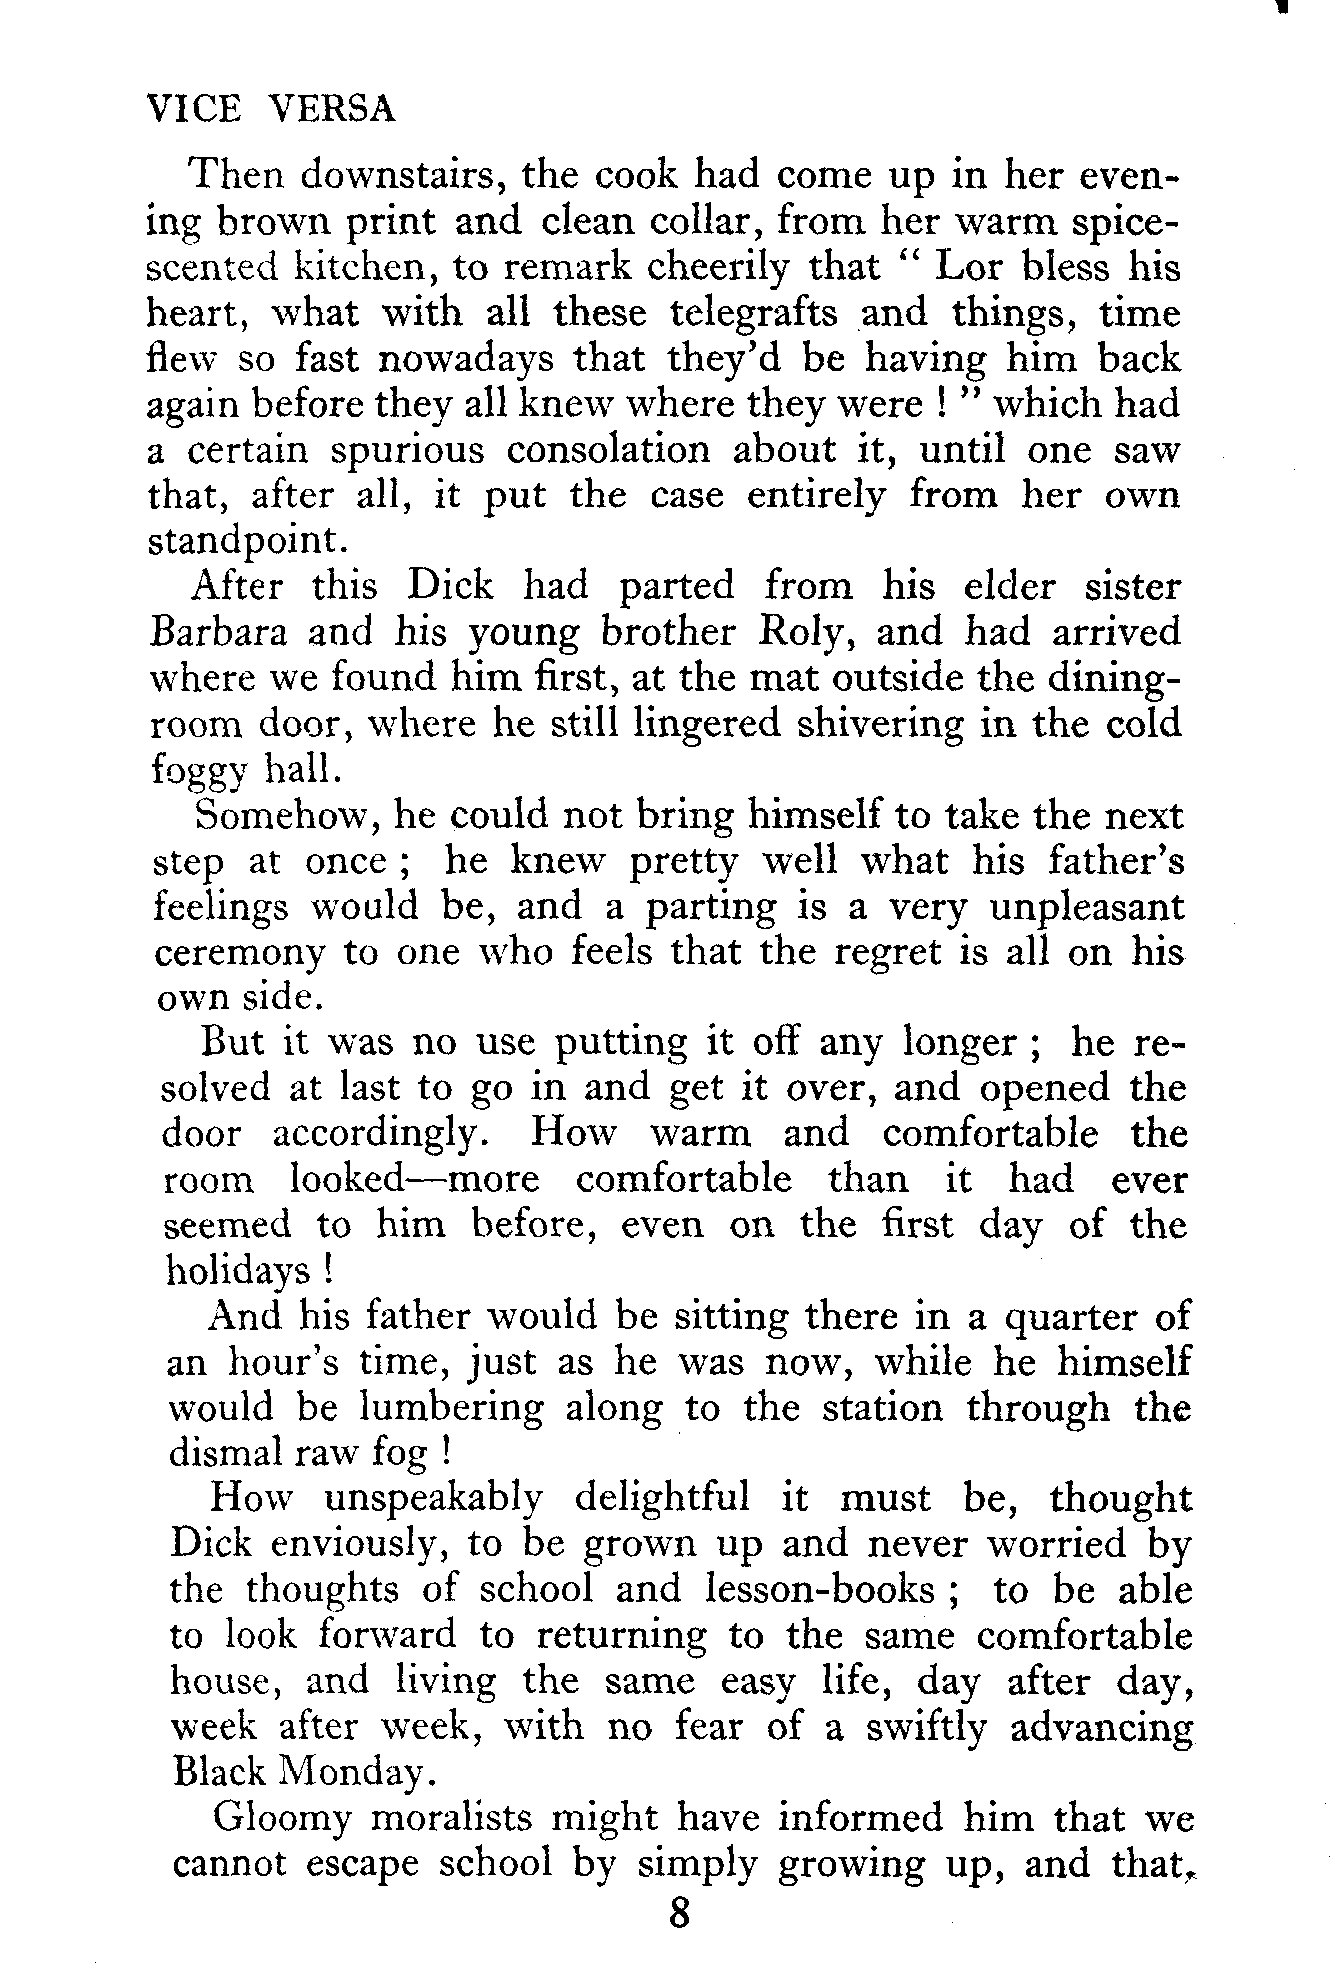 VICE VERSA
Then downstairs, the cook had come up in her even-
ing brown print and clean collar, from her warm spice-
scented kitchen, to remark cheerily that “ Lor bless his
heart, what with all these telegrafts and things, time
flew so fast nowadays that they’d be having him back
again before they all knew where they were ! ” which had
a certain spurious consolation about it, until one saw
that, after all, it put the case entirely from her own
standpoint.
After this Dick had parted from his elder sister
Barbara and his young brother Roly, and had arrived
where we found him first, at the mat outside the dining-
room door, where he still lingered shivering in the cold
foggy hall.
Somehow, he could not bring himself to take the next
step at once ; he knew pretty well what his father’s
feelings would be, and a parting is a very unpleasant
ceremony to one who feels that the regret is all on his
own side.
But it was no use putting it off any longer ; he re-
solved at last to go in and get it over, and opened the
door accordingly. How warm and comfortable the
room looked—more comfortable than it had ever
seemed to him before, even on the first day of the
holidays !
And his father would be sitting there in a quarter of
an hour’s time, just as he was now, while he himself
would be lumbering along to the station through the
dismal raw fog !
How unspeakably delightful it must be, thought
Dick enviously, to be grown up and never worried by
the thoughts of school and lesson-books ; to be able
to look forward to returning to the same comfortable
house, and living the same easy life, day after day,
week after week, with no fear of a swiftly advancing
Black Monday.
Gloomy moralists might have informed him that we
cannot escape school by simply growing up, and that,
8